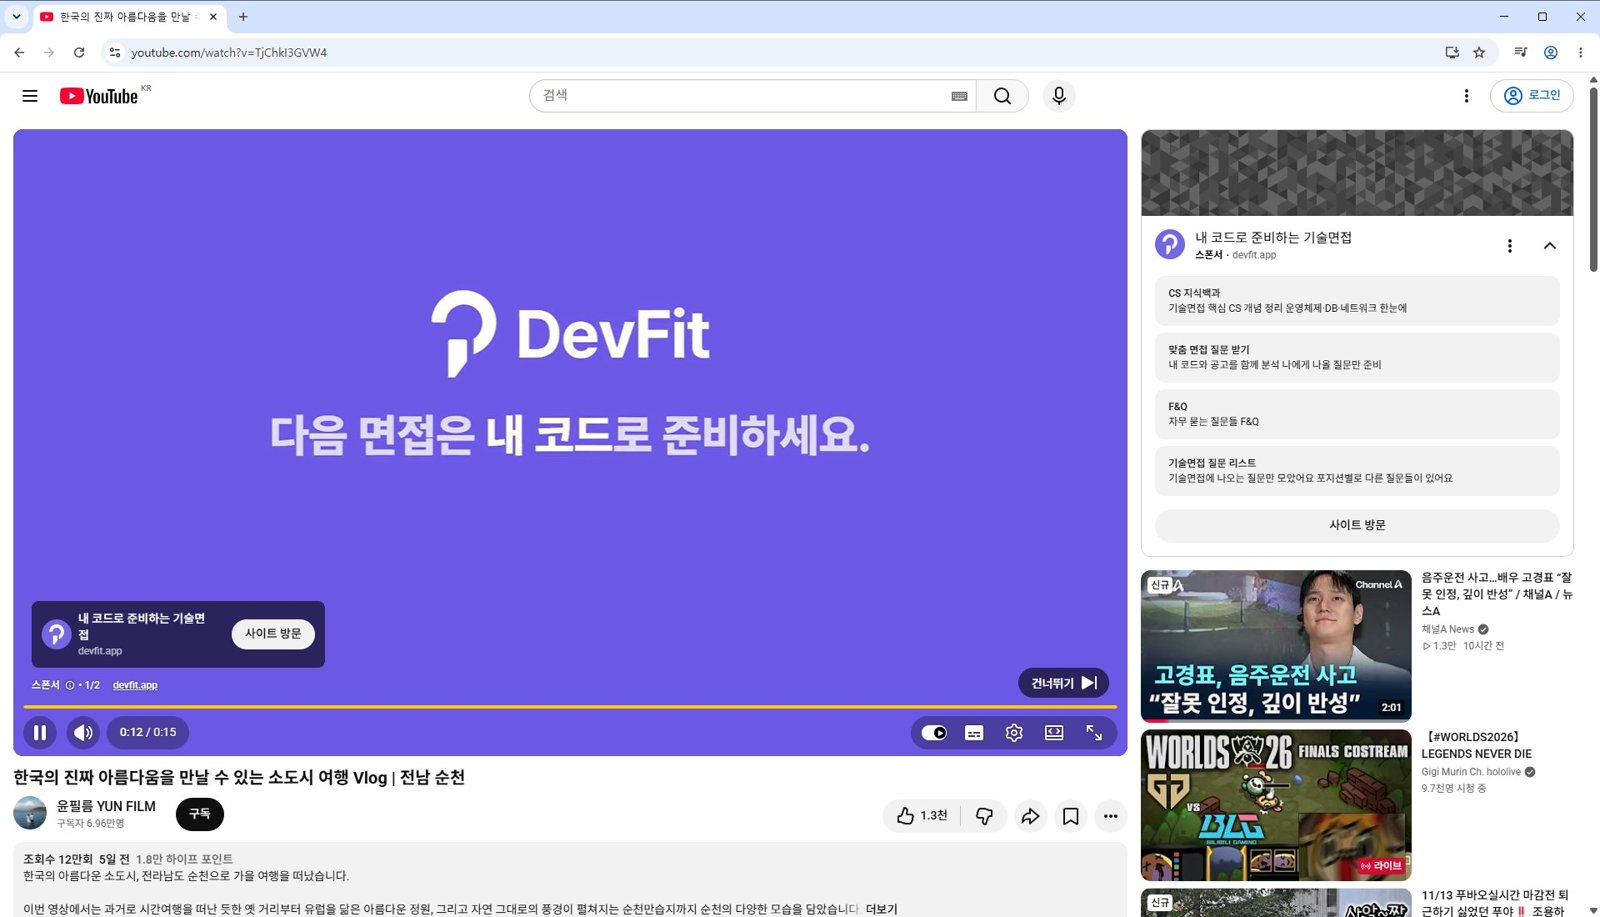 한국의 진짜 아름다움을 만날
youtube.com/watch?v=TjChkI3GVW4
YouTube KR
검색
로그인
DevFit
다음 면접은 내 코드로 준비하세요.
내 코드로 준비하는 기술면
접
devfit.app
사이트 방문
스폰서 • 1/2 devfit.app
건너뛰기
0:12 / 0:15
한국의 진짜 아름다움을 만날 수 있는 소도시 여행 Vlog | 전남 순천
윤필름 YUN FILM
구독자 6.96만명
구독
1.3천
조회수 12만회 5일 전 1.8만 하이프 포인트
한국의 아름다운 소도시, 전라남도 순천으로 가을 여행을 떠났습니다.
이번 영상에서는 과거로 시간여행을 떠난 듯한 옛 거리부터 유럽을 닮은 아름다운 정원, 그리고 자연 그대로의 풍경이 펼쳐지는 순천만습지까지 순천의 다양한 모습을 담았습니다. 더보기
내 코드로 준비하는 기술면접
스폰서 · devfit.app
CS 지식백과
기술면접 핵심 CS 개념 정리 운영체제·DB·네트워크 한눈에
맞춤 면접 질문 받기
내 코드와 공고를 함께 분석 나에게 나올 질문만 준비
F&Q
자무 묻는 질문들 F&Q
기술면접 질문 리스트
기술면접에 나오는 질문만 모았어요 포지션별로 다른 질문들이 있어요
사이트 방문
신규
Channel A
고경표, 음주운전 사고
“잘못 인정, 깊이 반성”
2:01
음주운전 사고…배우 고경표 “잘
못 인정, 깊이 반성” / 채널A / 뉴
스A
채널A News
1.3만 10시간 전
WORLDS 26 FINALS COSTREAM
VS
BLG
BILIBILI GAMING
라이브
【#WORLDS2026】
LEGENDS NEVER DIE
Gigi Murin Ch. hololive
9.7천명 시청 중
신규
11/13 푸바오실시간 마감전 퇴
근하기 싫었던 푸야‼️ 조용하